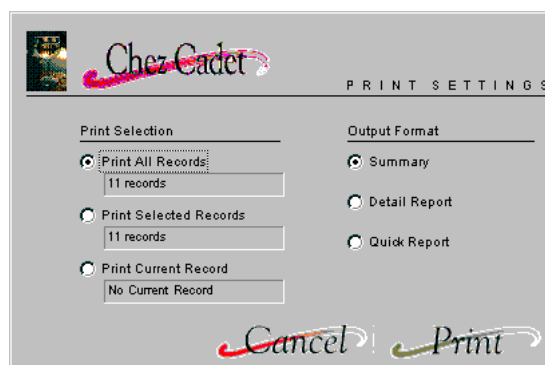 Chez Cadet
PRINT SETTINGS
Print Selection
Print All Records
11 records
Print Selected Records
11 records
Print Current Record
No Current Record
Output Format
Summary
Detail Report
Quick Report
Cancel
Print